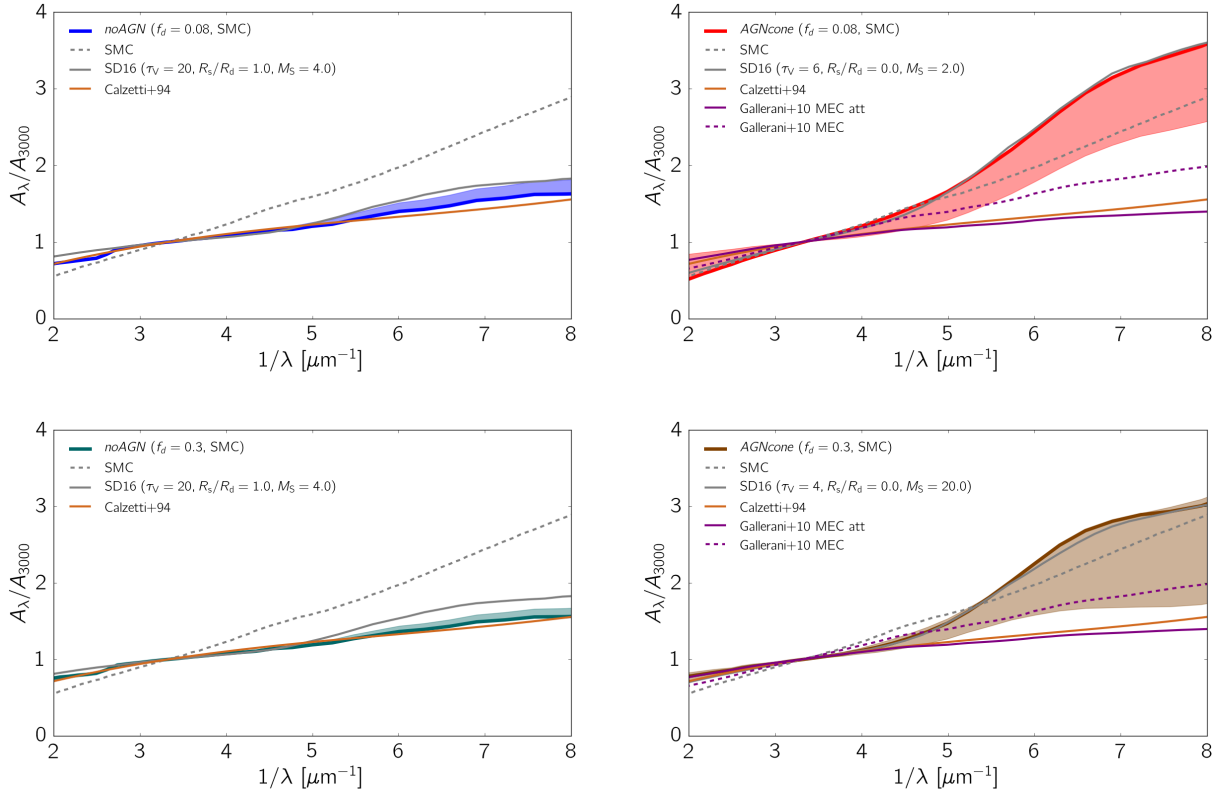 noAGN (f_d = 0.08, SMC)
SMC
SD16 (τ_V = 20, R_s/R_d = 1.0, M_S = 4.0)
Calzetti+94
A_λ/A_3000
4
3
2
1
0
2 3 4 5 6 7 8
1/λ [μm⁻¹]
AGNcone (f_d = 0.08, SMC)
SMC
SD16 (τ_V = 6, R_s/R_d = 0.0, M_S = 2.0)
Calzetti+94
Gallerani+10 MEC att
Gallerani+10 MEC
A_λ/A_3000
4
3
2
1
0
2 3 4 5 6 7 8
1/λ [μm⁻¹]
noAGN (f_d = 0.3, SMC)
SMC
SD16 (τ_V = 20, R_s/R_d = 1.0, M_S = 4.0)
Calzetti+94
A_λ/A_3000
4
3
2
1
0
2 3 4 5 6 7 8
1/λ [μm⁻¹]
AGNcone (f_d = 0.3, SMC)
SMC
SD16 (τ_V = 4, R_s/R_d = 0.0, M_S = 20.0)
Calzetti+94
Gallerani+10 MEC att
Gallerani+10 MEC
A_λ/A_3000
4
3
2
1
0
2 3 4 5 6 7 8
1/λ [μm⁻¹]